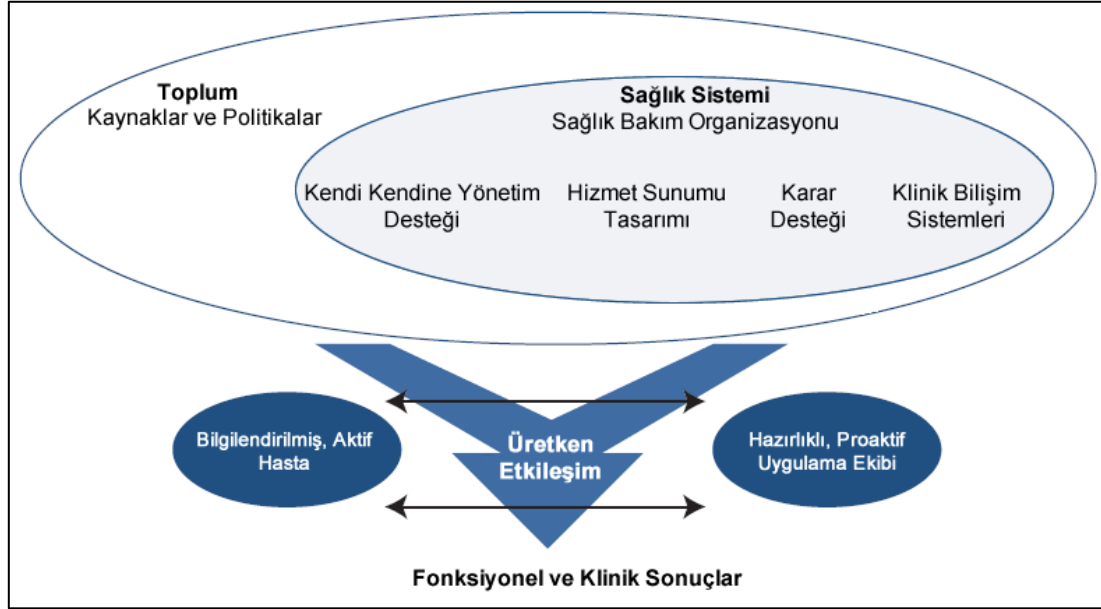 Toplum
Kaynaklar ve Politikalar
Sağlık Sistemi
Sağlık Bakım Organizasyonu
Kendi Kendine Yönetim
Desteği
Hizmet Sunumu
Tasarımı
Karar
Desteği
Klinik Bilişim
Sistemleri
Bilgilendirilmiş, Aktif
Hasta
Üretken
Etkileşim
Hazırlıklı, Proaktif
Uygulama Ekibi
Fonksiyonel ve Klinik Sonuçlar